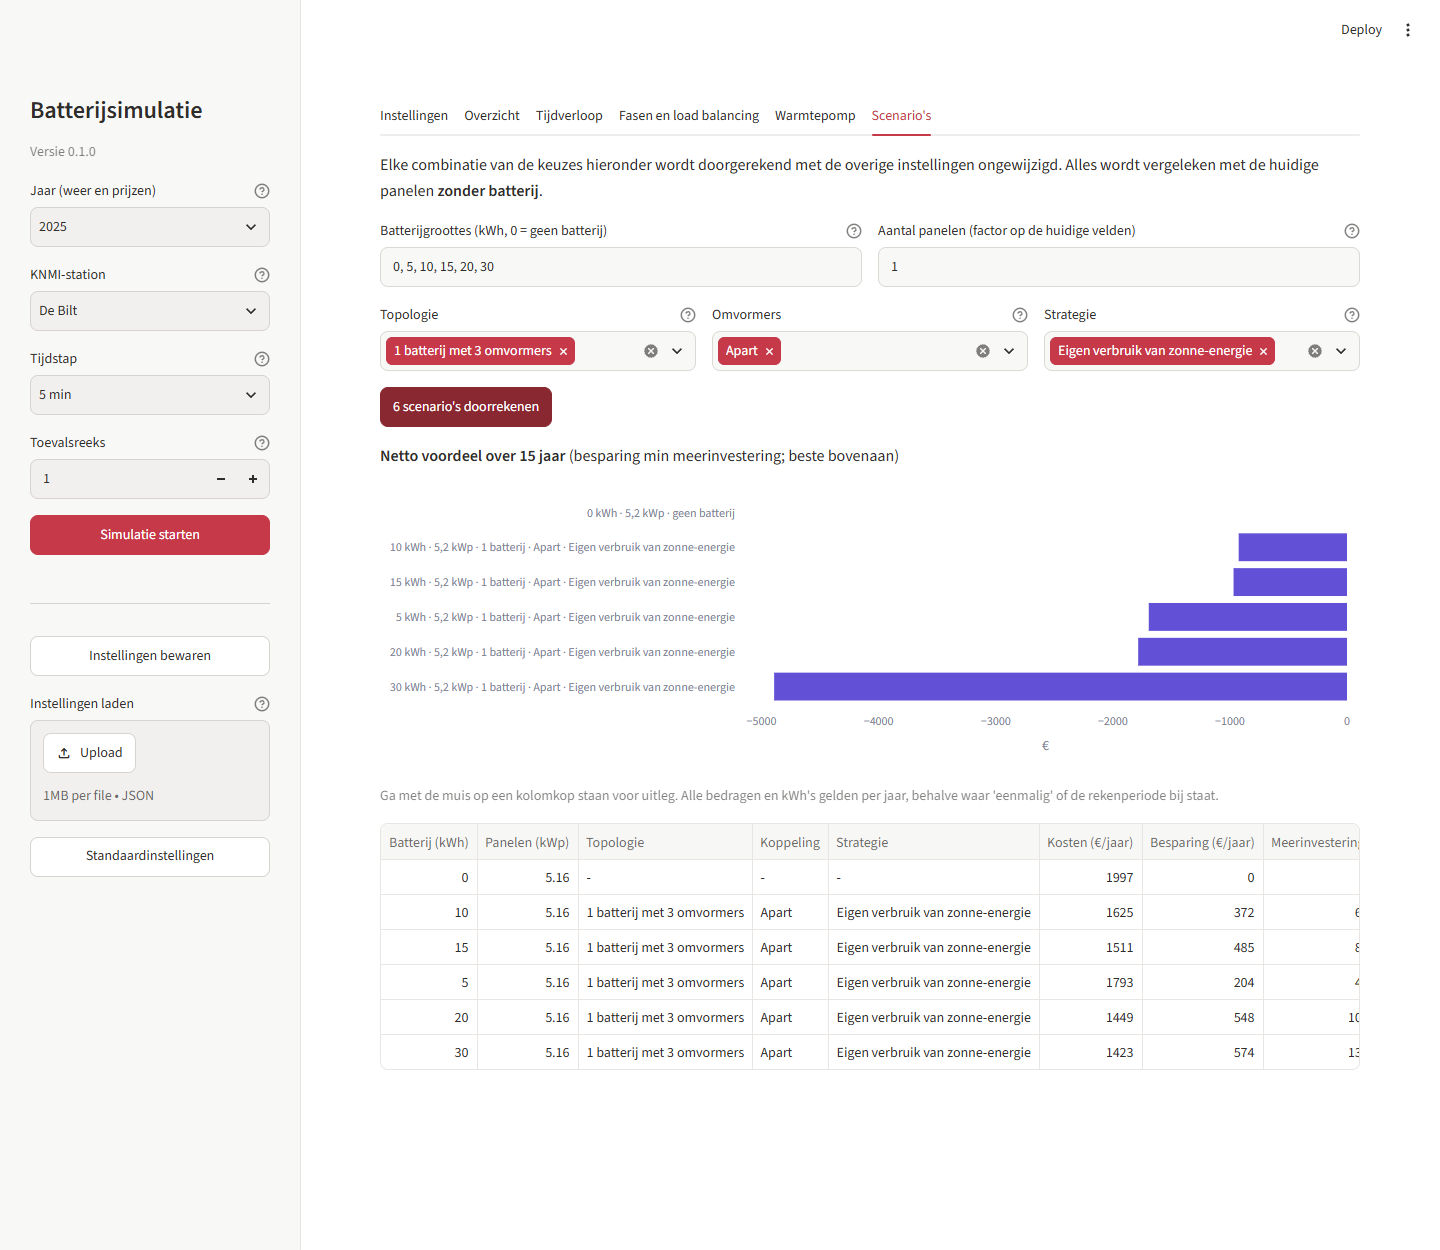 Deploy
Batterijsimulatie
Versie 0.1.0
Jaar (weer en prijzen)
2025
KNMI-station
De Bilt
Tijdstap
5 min
Toevalsreeks
1
Simulatie starten
Instellingen bewaren
Instellingen laden
Upload
1MB per file • JSON
Standaardinstellingen
Instellingen Overzicht Tijdverloop Fasen en load balancing Warmtepomp Scenario's
Elke combinatie van de keuzes hieronder wordt doorgerekend met de overige instellingen ongewijzigd. Alles wordt vergeleken met de huidige
panelen zonder batterij.
Batterijgroottes (kWh, 0 = geen batterij) Aantal panelen (factor op de huidige velden)
0, 5, 10, 15, 20, 30 1
Topologie Omvormers Strategie
1 batterij met 3 omvormers Apart Eigen verbruik van zonne-energie
6 scenario's doorrekenen
Netto voordeel over 15 jaar (besparing min meerinvestering; beste bovenaan)
0 kWh · 5,2 kWp · geen batterij
10 kWh · 5,2 kWp · 1 batterij · Apart · Eigen verbruik van zonne-energie
15 kWh · 5,2 kWp · 1 batterij · Apart · Eigen verbruik van zonne-energie
5 kWh · 5,2 kWp · 1 batterij · Apart · Eigen verbruik van zonne-energie
20 kWh · 5,2 kWp · 1 batterij · Apart · Eigen verbruik van zonne-energie
30 kWh · 5,2 kWp · 1 batterij · Apart · Eigen verbruik van zonne-energie
−5000 −4000 −3000 −2000 −1000 0
€
Ga met de muis op een kolomkop staan voor uitleg. Alle bedragen en kWh's gelden per jaar, behalve waar 'eenmalig' of de rekenperiode bij staat.
Batterij (kWh) Panelen (kWp) Topologie Koppeling Strategie Kosten (€/jaar) Besparing (€/jaar) Meerinvestering
0 5.16 - - - 1997 0
10 5.16 1 batterij met 3 omvormers Apart Eigen verbruik van zonne-energie 1625 372
15 5.16 1 batterij met 3 omvormers Apart Eigen verbruik van zonne-energie 1511 485
5 5.16 1 batterij met 3 omvormers Apart Eigen verbruik van zonne-energie 1793 204
20 5.16 1 batterij met 3 omvormers Apart Eigen verbruik van zonne-energie 1449 548
30 5.16 1 batterij met 3 omvormers Apart Eigen verbruik van zonne-energie 1423 574